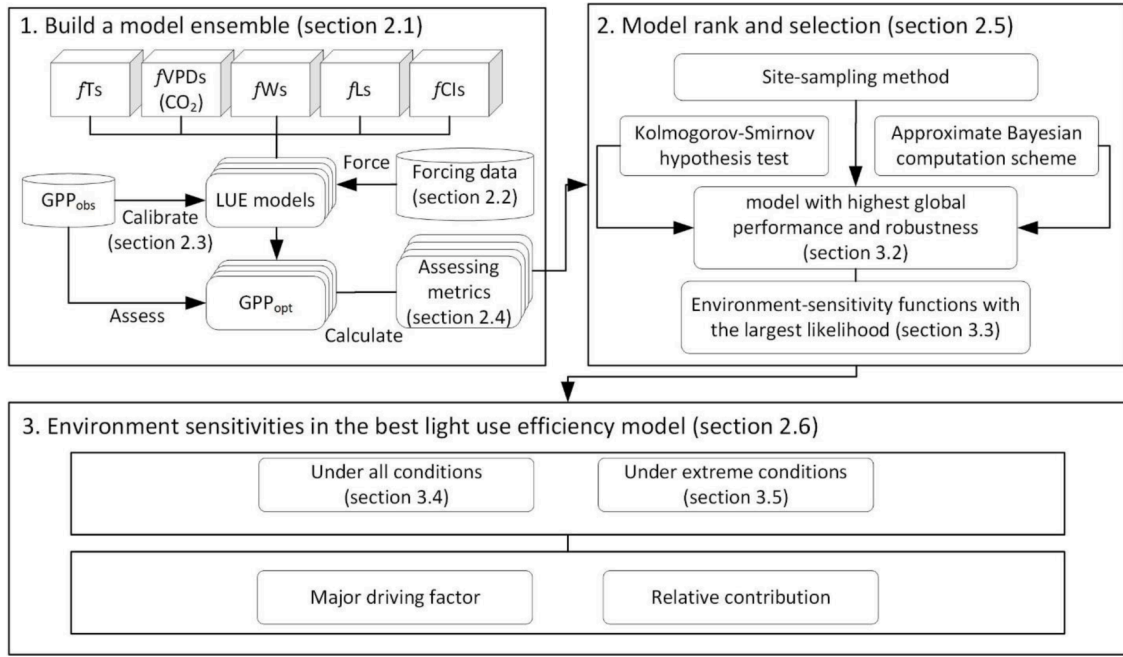 1. Build a model ensemble (section 2.1)
fTs
fVPDs
(CO₂)
fWs
fLs
fCIs
GPPobs
Calibrate
(section 2.3)
LUE models
Force
Forcing data
(section 2.2)
Assess
GPPopt
Calculate
Assessing
metrics
(section 2.4)
2. Model rank and selection (section 2.5)
Site-sampling method
Kolmogorov-Smirnov
hypothesis test
Approximate Bayesian
computation scheme
model with highest global
performance and robustness
(section 3.2)
Environment-sensitivity functions with
the largest likelihood (section 3.3)
3. Environment sensitivities in the best light use efficiency model (section 2.6)
Under all conditions
(section 3.4)
Under extreme conditions
(section 3.5)
Major driving factor
Relative contribution